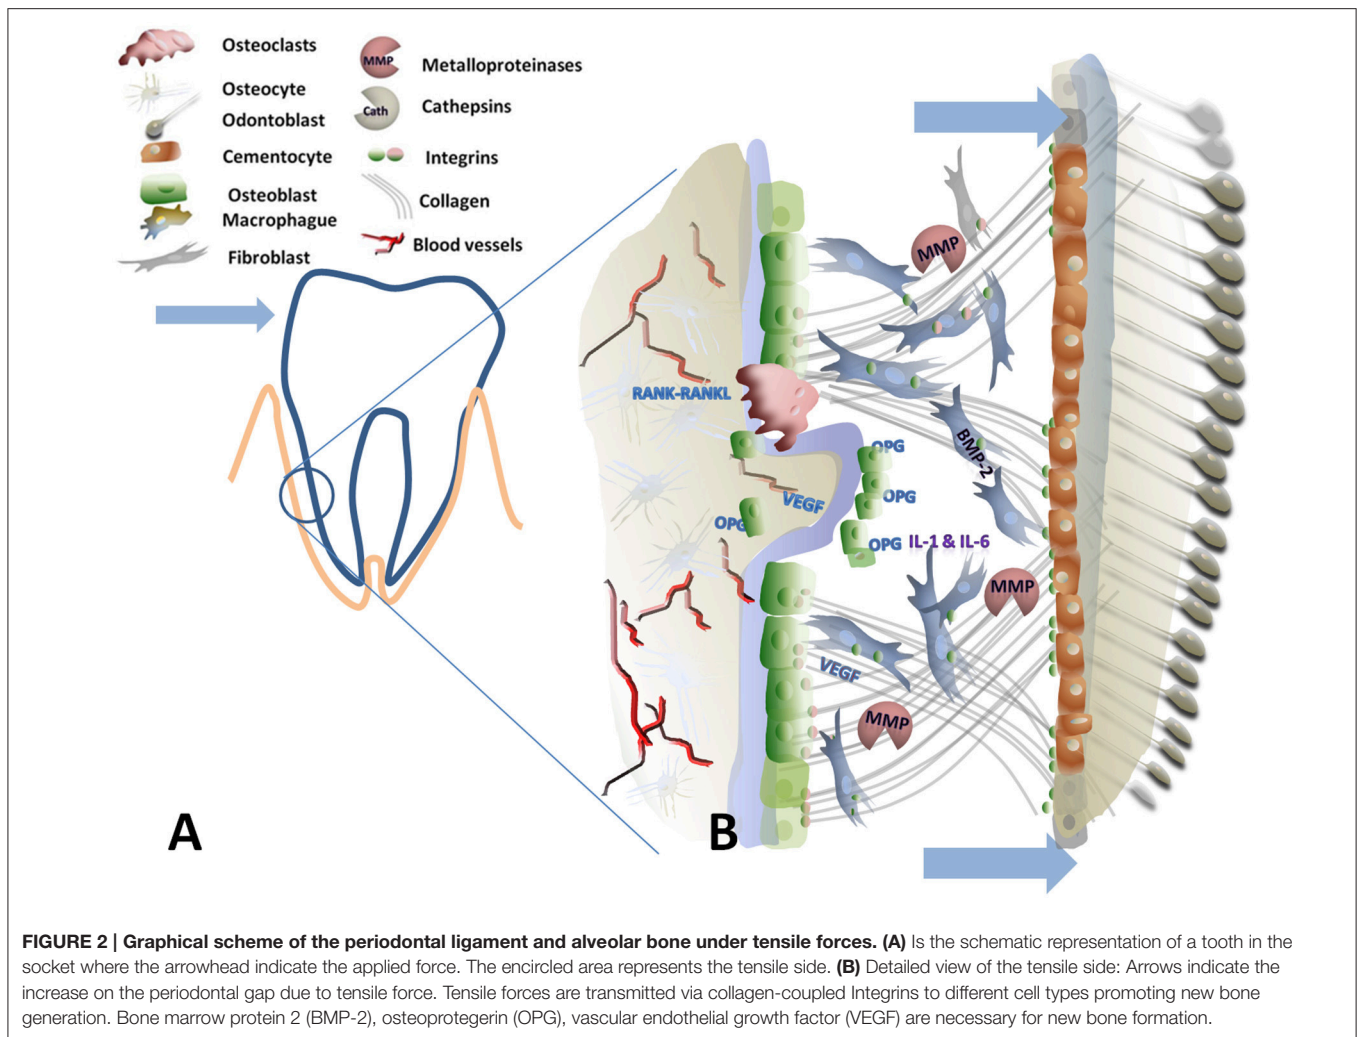 Osteoclasts
Osteocyte
Odontoblast
Cementocyte
Osteoblast
Macrophague
Fibroblast
MMP
Metalloproteinases
Cath
Cathepsins
Integrins
Collagen
Blood vessels
MMP
RANK-RANKL
BMP-2
OPG
VEGF
OPG
OPG
OPG
IL-1 & IL-6
MMP
VEGF
MMP
A
B
FIGURE 2 | Graphical scheme of the periodontal ligament and alveolar bone under tensile forces. (A) Is the schematic representation of a tooth in the
socket where the arrowhead indicate the applied force. The encircled area represents the tensile side. (B) Detailed view of the tensile side: Arrows indicate the
increase on the periodontal gap due to tensile force. Tensile forces are transmitted via collagen-coupled Integrins to different cell types promoting new bone
generation. Bone marrow protein 2 (BMP-2), osteoprotegerin (OPG), vascular endothelial growth factor (VEGF) are necessary for new bone formation.